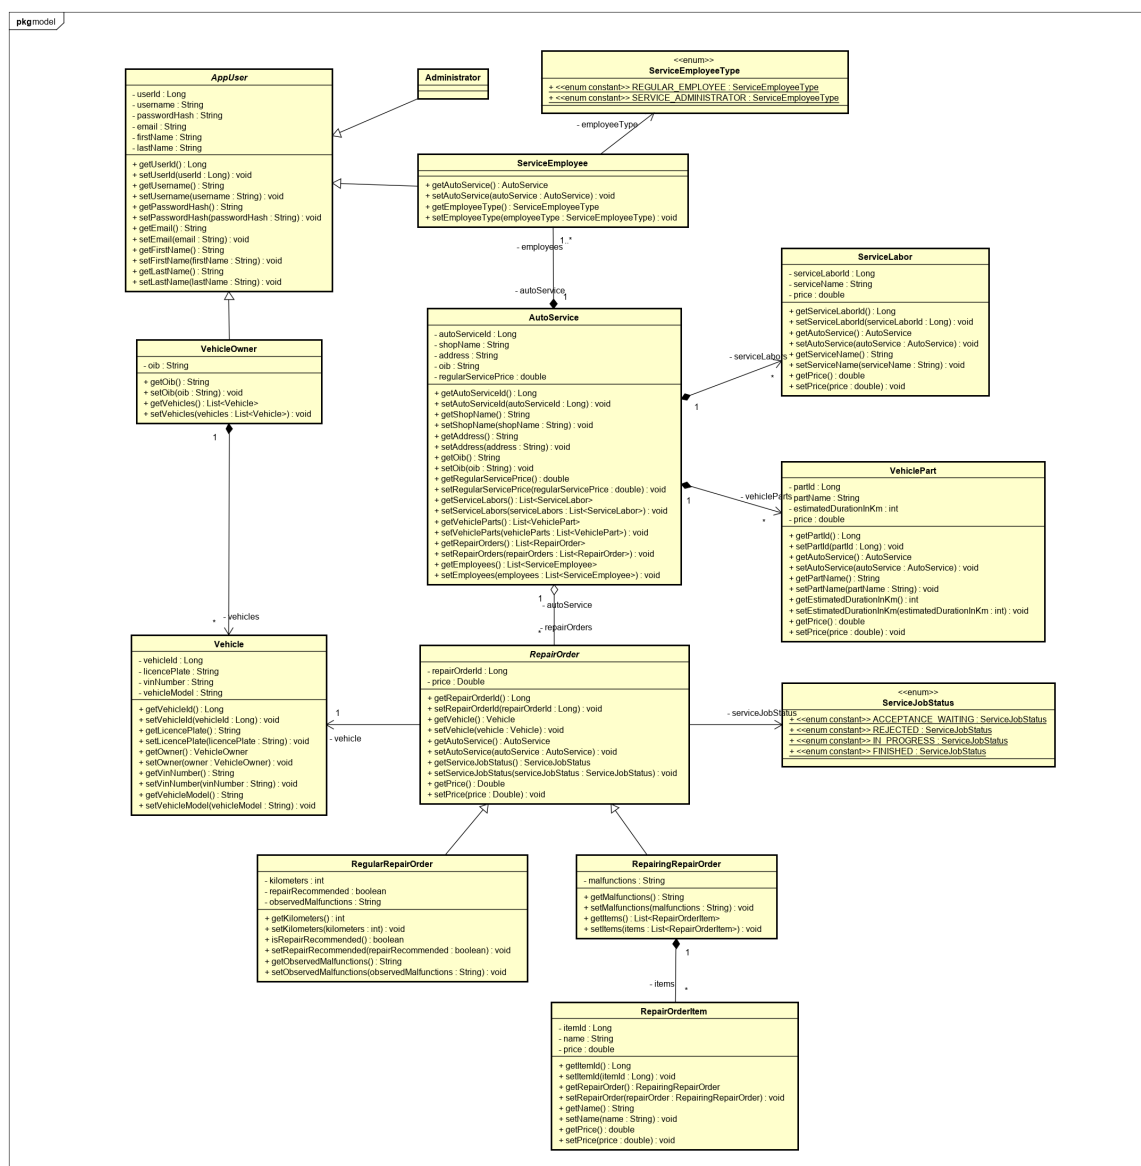 pkg model
AppUser
- userId : Long
- username : String
- passwordHash : String
- email : String
- firstName : String
- lastName : String
+ getUserId() : Long
+ setUserId(userId : Long) : void
+ getUsername() : String
+ setUsername(username : String) : void
+ getPasswordHash() : String
+ setPasswordHash(passwordHash : String) : void
+ getEmail() : String
+ setEmail(email : String) : void
+ getFirstName() : String
+ setFirstName(firstName : String) : void
+ getLastName() : String
+ setLastName(lastName : String) : void
Administrator
<<enum>>
ServiceEmployeeType
+ <<enum constant>> REGULAR_EMPLOYEE : ServiceEmployeeType
+ <<enum constant>> SERVICE_ADMINISTRATOR : ServiceEmployeeType
- employeeType
ServiceEmployee
+ getAutoService() : AutoService
+ setAutoService(autoService : AutoService) : void
+ getEmployeeType() : ServiceEmployeeType
+ setEmployeeType(employeeType : ServiceEmployeeType) : void
1..*
- employees
- autoService
1
VehicleOwner
- oib : String
+ getOib() : String
+ setOib(oib : String) : void
+ getVehicles() : List<Vehicle>
+ setVehicles(vehicles : List<Vehicle>) : void
1
- vehicles
*
AutoService
- autoServiceId : Long
- shopName : String
- address : String
- oib : String
- regularServicePrice : double
+ getAutoServiceId() : Long
+ setAutoServiceId(autoServiceId : Long) : void
+ getShopName() : String
+ setShopName(shopName : String) : void
+ getAddress() : String
+ setAddress(address : String) : void
+ getOib() : String
+ setOib(oib : String) : void
+ getRegularServicePrice() : double
+ setRegularServicePrice(regularServicePrice : double) : void
+ getServiceLabors() : List<ServiceLabor>
+ setServiceLabors(serviceLabors : List<ServiceLabor>) : void
+ getVehicleParts() : List<VehiclePart>
+ setVehicleParts(vehicleParts : List<VehiclePart>) : void
+ getRepairOrders() : List<RepairOrder>
+ setRepairOrders(repairOrders : List<RepairOrder>) : void
+ getEmployees() : List<ServiceEmployee>
+ setEmployees(employees : List<ServiceEmployee>) : void
- serviceLabors
1
*
ServiceLabor
- serviceLaborId : Long
- serviceName : String
- price : double
+ getServiceLaborId() : Long
+ setServiceLaborId(serviceLaborId : Long) : void
+ getAutoService() : AutoService
+ setAutoService(autoService : AutoService) : void
+ getServiceName() : String
+ setServiceName(serviceName : String) : void
+ getPrice() : double
+ setPrice(price : double) : void
- vehicleParts
1
*
VehiclePart
- partId : Long
- partName : String
- estimatedDurationInKm : int
- price : double
+ getPartId() : Long
+ setPartId(partId : Long) : void
+ getAutoService() : AutoService
+ setAutoService(autoService : AutoService) : void
+ getPartName() : String
+ setPartName(partName : String) : void
+ getEstimatedDurationInKm() : int
+ setEstimatedDurationInKm(estimatedDurationInKm : int) : void
+ getPrice() : double
+ setPrice(price : double) : void
1
- autoService
- repairOrders
*
Vehicle
- vehicleId : Long
- licencePlate : String
- vinNumber : String
- vehicleModel : String
+ getVehicleId() : Long
+ setVehicleId(vehicleId : Long) : void
+ getLicencePlate() : String
+ setLicencePlate(licencePlate : String) : void
+ getOwner() : VehicleOwner
+ setOwner(owner : VehicleOwner) : void
+ getVinNumber() : String
+ setVinNumber(vinNumber : String) : void
+ getVehicleModel() : String
+ setVehicleModel(vehicleModel : String) : void
1
- vehicle
RepairOrder
- repairOrderId : Long
- price : Double
+ getRepairOrderId() : Long
+ setRepairOrderId(repairOrderId : Long) : void
+ getVehicle() : Vehicle
+ setVehicle(vehicle : Vehicle) : void
+ getAutoService() : AutoService
+ setAutoService(autoService : AutoService) : void
+ getServiceJobStatus() : ServiceJobStatus
+ setServiceJobStatus(serviceJobStatus : ServiceJobStatus) : void
+ getPrice() : Double
+ setPrice(price : Double) : void
- serviceJobStatus
<<enum>>
ServiceJobStatus
+ <<enum constant>> ACCEPTANCE_WAITING : ServiceJobStatus
+ <<enum constant>> REJECTED : ServiceJobStatus
+ <<enum constant>> IN_PROGRESS : ServiceJobStatus
+ <<enum constant>> FINISHED : ServiceJobStatus
RegularRepairOrder
- kilometers : int
- repairRecommended : boolean
- observedMalfunctions : String
+ getKilometers() : int
+ setKilometers(kilometers : int) : void
+ isRepairRecommended() : boolean
+ setRepairRecommended(repairRecommended : boolean) : void
+ getObservedMalfunctions() : String
+ setObservedMalfunctions(observedMalfunctions : String) : void
RepairingRepairOrder
- malfunctions : String
+ getMalfunctions() : String
+ setMalfunctions(malfunctions : String) : void
+ getItems() : List<RepairOrderItem>
+ setItems(items : List<RepairOrderItem>) : void
1
- items
*
RepairOrderItem
- itemId : Long
- name : String
- price : double
+ getItemId() : Long
+ setItemId(itemId : Long) : void
+ getRepairOrder() : RepairingRepairOrder
+ setRepairOrder(repairOrder : RepairingRepairOrder) : void
+ getName() : String
+ setName(name : String) : void
+ getPrice() : double
+ setPrice(price : double) : void